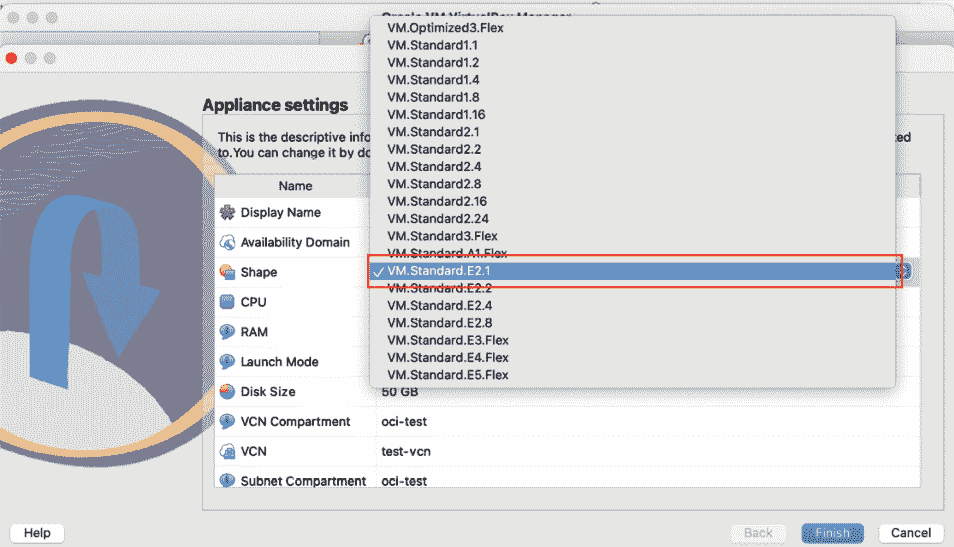 Oracle VM VirtualBox Manager
VM.Optimized3.Flex
VM.Standard1.1
VM.Standard1.2
VM.Standard1.4
VM.Standard1.8
VM.Standard1.16
VM.Standard2.1
VM.Standard2.2
VM.Standard2.4
VM.Standard2.8
VM.Standard2.16
VM.Standard2.24
VM.Standard3.Flex
VM.Standard.A1.Flex
✓VM.Standard.E2.1
VM.Standard.E2.2
VM.Standard.E2.4
VM.Standard.E2.8
VM.Standard.E3.Flex
VM.Standard.E4.Flex
VM.Standard.E5.Flex
Appliance settings
This is the descriptive
to.You can change it by
Name
Display Name
Availability Domain
Shape
CPU
RAM
Launch Mode
Disk Size 50 GB
VCN Compartment oci-test
VCN test-vcn
Subnet Compartment oci-test
Help Back Finish Cancel